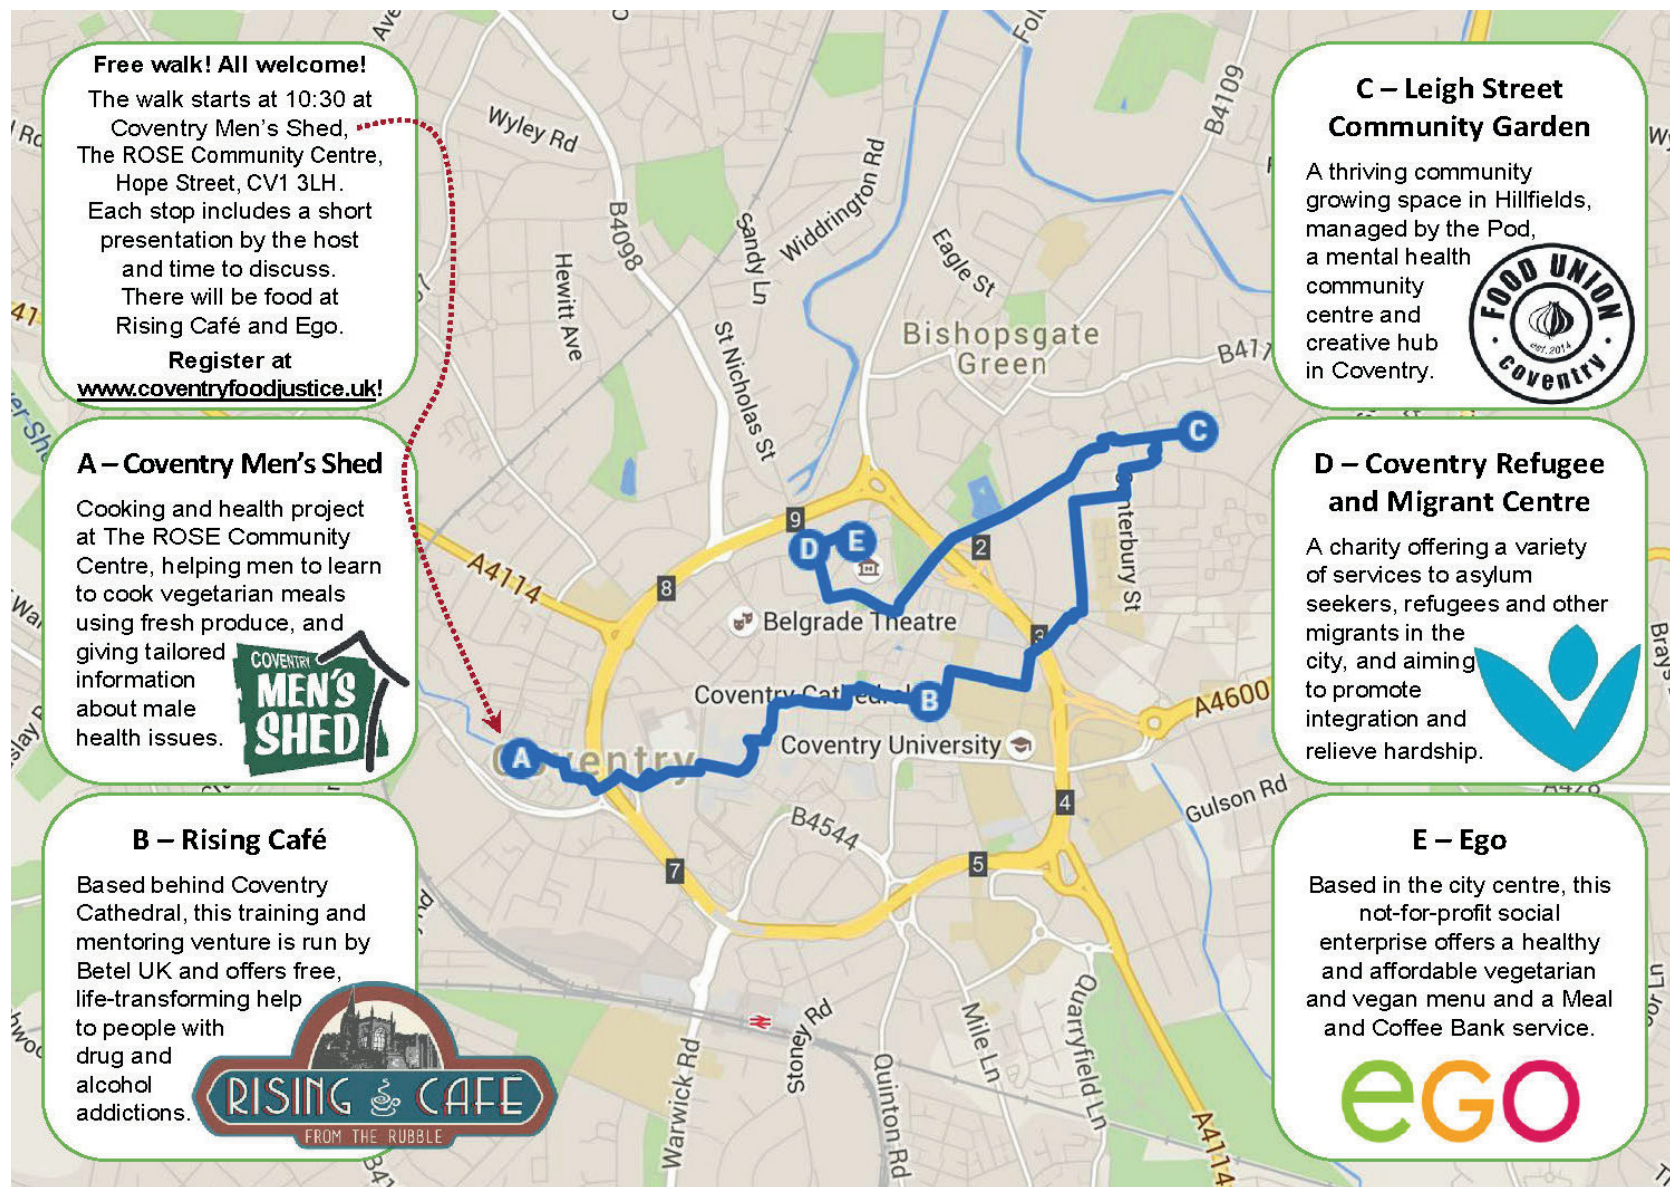 Free walk! All welcome!
The walk starts at 10:30 at
Coventry Men's Shed,
The ROSE Community Centre,
Hope Street, CV1 3LH.
Each stop includes a short
presentation by the host
and time to discuss.
There will be food at
Rising Café and Ego.
Register at
www.coventryfoodjustice.uk!
A – Coventry Men's Shed
Cooking and health project
at The ROSE Community
Centre, helping men to learn
to cook vegetarian meals
using fresh produce, and
giving tailored
information
about male
health issues.
COVENTRY
MEN'S
SHED
B – Rising Café
Based behind Coventry
Cathedral, this training and
mentoring venture is run by
Betel UK and offers free,
life-transforming help
to people with
drug and
alcohol
addictions.
RISING CAFE
FROM THE RUBBLE
Wyley Rd
B4098
Hewitt Ave
Sandy Ln
Widdrington Rd
St Nicholas St
Eagle St
B4109
Bishopsgate
Green
A4114
9
8
2
3
D
E
C
Belgrade Theatre
Coventry
B
A
Coventry University
A4600
B4544
4
5
7
Gulson Rd
Warwick Rd
Stoney Rd
Quinton Rd
Mile Ln
Quarryfield Ln
A4114
C – Leigh Street
Community Garden
A thriving community
growing space in Hillfields,
managed by the Pod,
a mental health
community
centre and
creative hub
in Coventry.
FOOD UNION
est. 2014
Coventry
D – Coventry Refugee
and Migrant Centre
A charity offering a variety
of services to asylum
seekers, refugees and other
migrants in the
city, and aiming
to promote
integration and
relieve hardship.
E – Ego
Based in the city centre, this
not-for-profit social
enterprise offers a healthy
and affordable vegetarian
and vegan menu and a Meal
and Coffee Bank service.
eGO